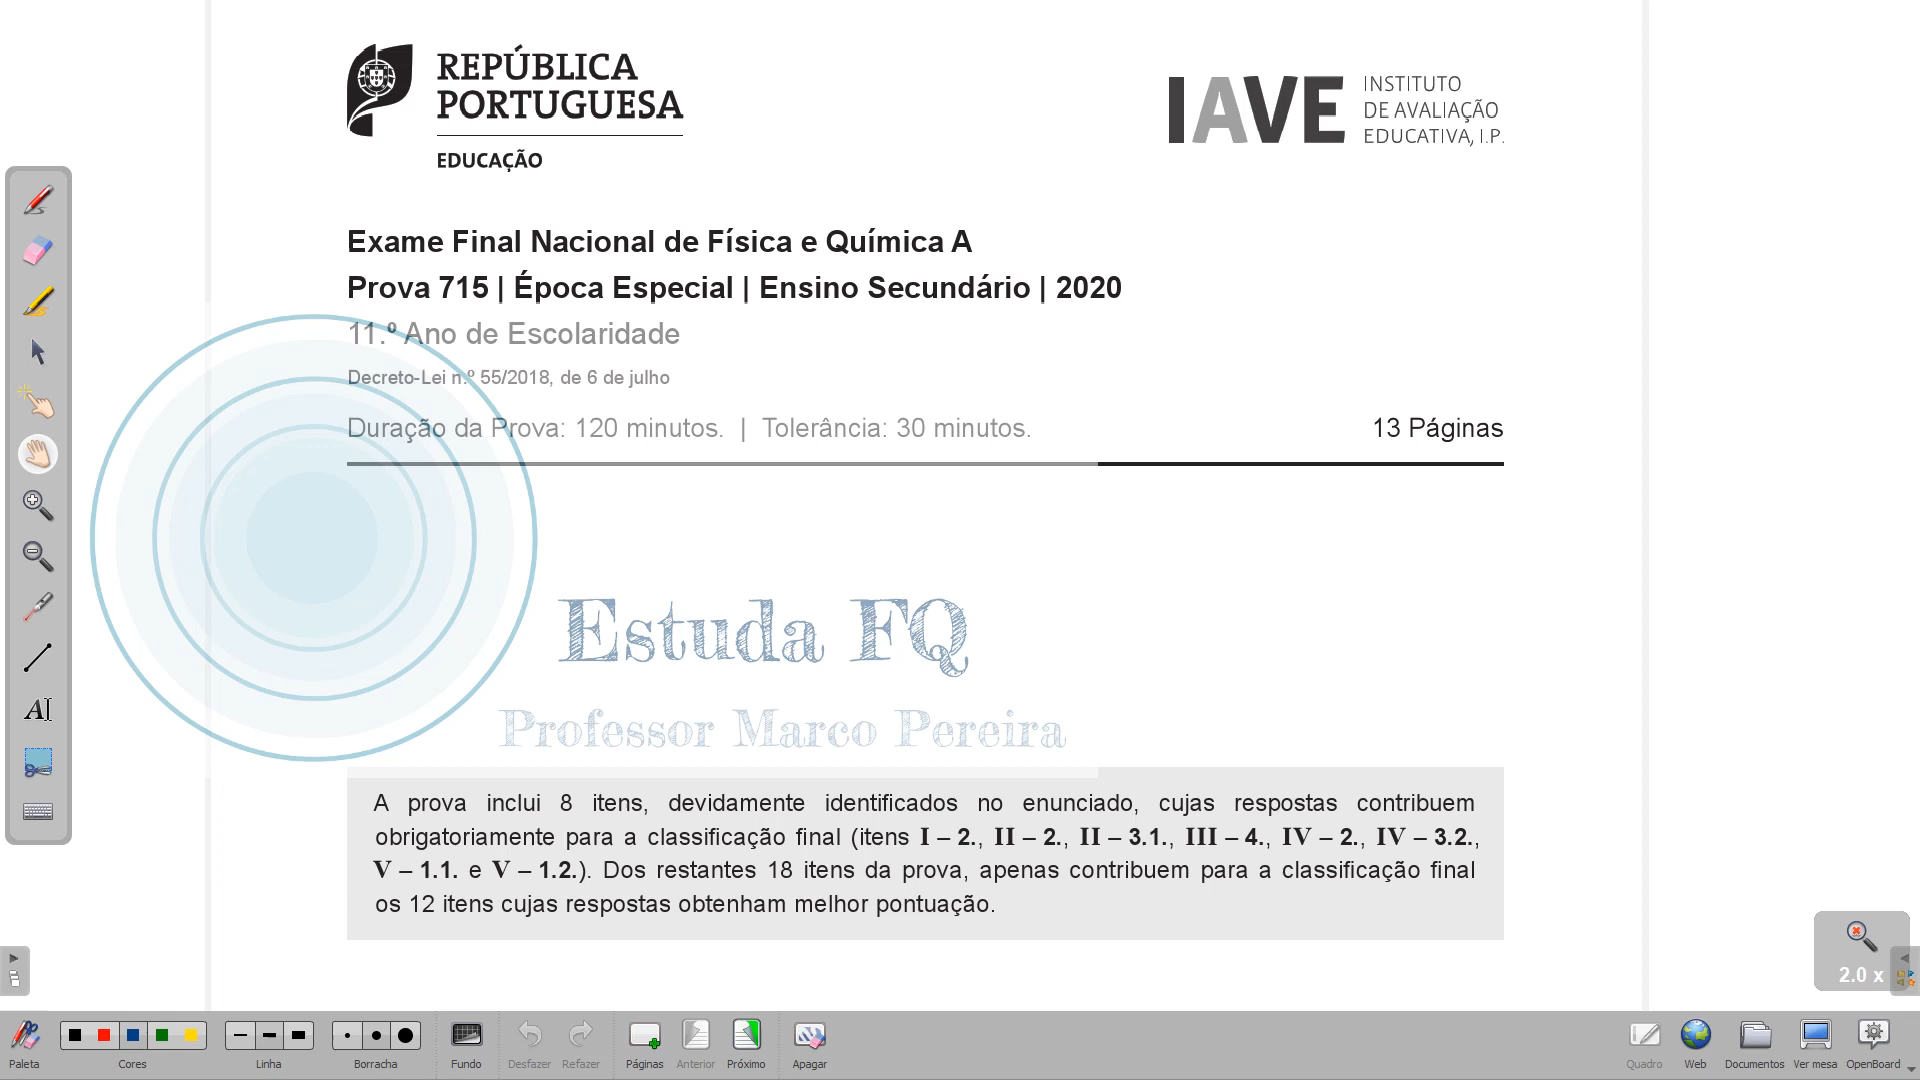 REPÚBLICA
PORTUGUESA
EDUCAÇÃO
IAVE
INSTITUTO
DE AVALIAÇÃO
EDUCATIVA, I.P.
Exame Final Nacional de Física e Química A
Prova 715 | Época Especial | Ensino Secundário | 2020
11.º Ano de Escolaridade
Decreto-Lei n.º 55/2018, de 6 de julho
Duração da Prova: 120 minutos. | Tolerância: 30 minutos. 13 Páginas
Estuda FQ
Professor Marco Pereira
A prova inclui 8 itens, devidamente identificados no enunciado, cujas respostas contribuem
obrigatoriamente para a classificação final (itens I – 2., II – 2., II – 3.1., III – 4., IV – 2., IV – 3.2.,
V – 1.1. e V – 1.2.). Dos restantes 18 itens da prova, apenas contribuem para a classificação final
os 12 itens cujas respostas obtenham melhor pontuação.
2.0 x
Paleta Cores Linha Borracha Fundo Desfazer Refazer Páginas Anterior Próximo Apagar Quadro Web Documentos Ver mesa OpenBoard